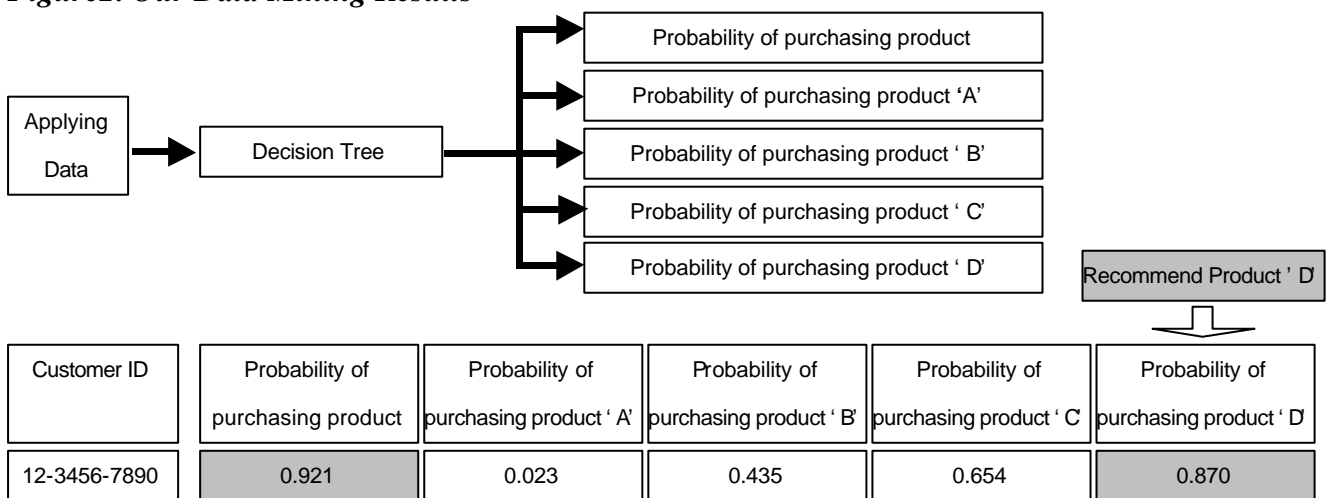 Probability of purchasing product
Probability of purchasing product ‘A’
Applying
Data
Decision Tree
Probability of purchasing product ‘ B’
Probability of purchasing product ‘ C’
Probability of purchasing product ‘ D’
Recommend Product ’ D’
Customer ID
Probability of
purchasing product
Probability of
purchasing product ‘ A’
Probability of
purchasing product ‘ B’
Probability of
purchasing product ‘ C’
Probability of
purchasing product ‘ D’
12-3456-7890
0.921
0.023
0.435
0.654
0.870